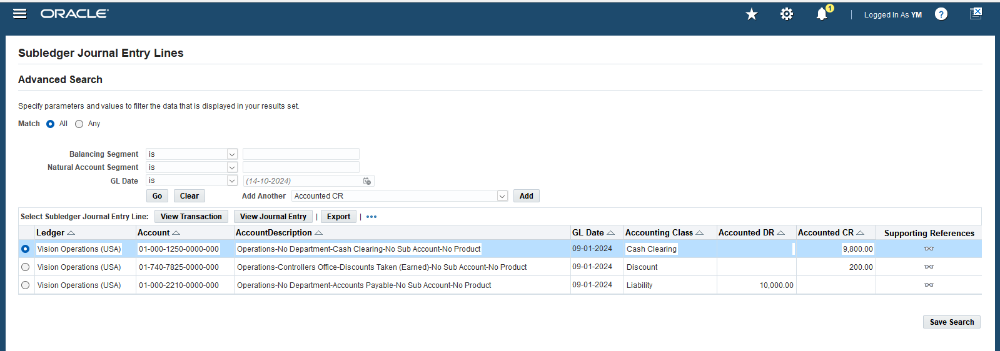 ORACLE
1
Logged In As YM
?
Subledger Journal Entry Lines
Advanced Search
Specify parameters and values to filter the data that is displayed in your results set.
Match All Any
Balancing Segment is
Natural Account Segment is
GL Date is (14-10-2024)
Go Clear Add Another Accounted CR Add
Select Subledger Journal Entry Line: View Transaction View Journal Entry | Export | •••
Ledger Account AccountDescription GL Date Accounting Class Accounted DR Accounted CR Supporting References
Vision Operations (USA) 01-000-1250-0000-000 Operations-No Department-Cash Clearing-No Sub Account-No Product 09-01-2024 Cash Clearing 9,800.00
Vision Operations (USA) 01-740-7825-0000-000 Operations-Controllers Office-Discounts Taken (Earned)-No Sub Account-No Product 09-01-2024 Discount 200.00
Vision Operations (USA) 01-000-2210-0000-000 Operations-No Department-Accounts Payable-No Sub Account-No Product 09-01-2024 Liability 10,000.00
Save Search